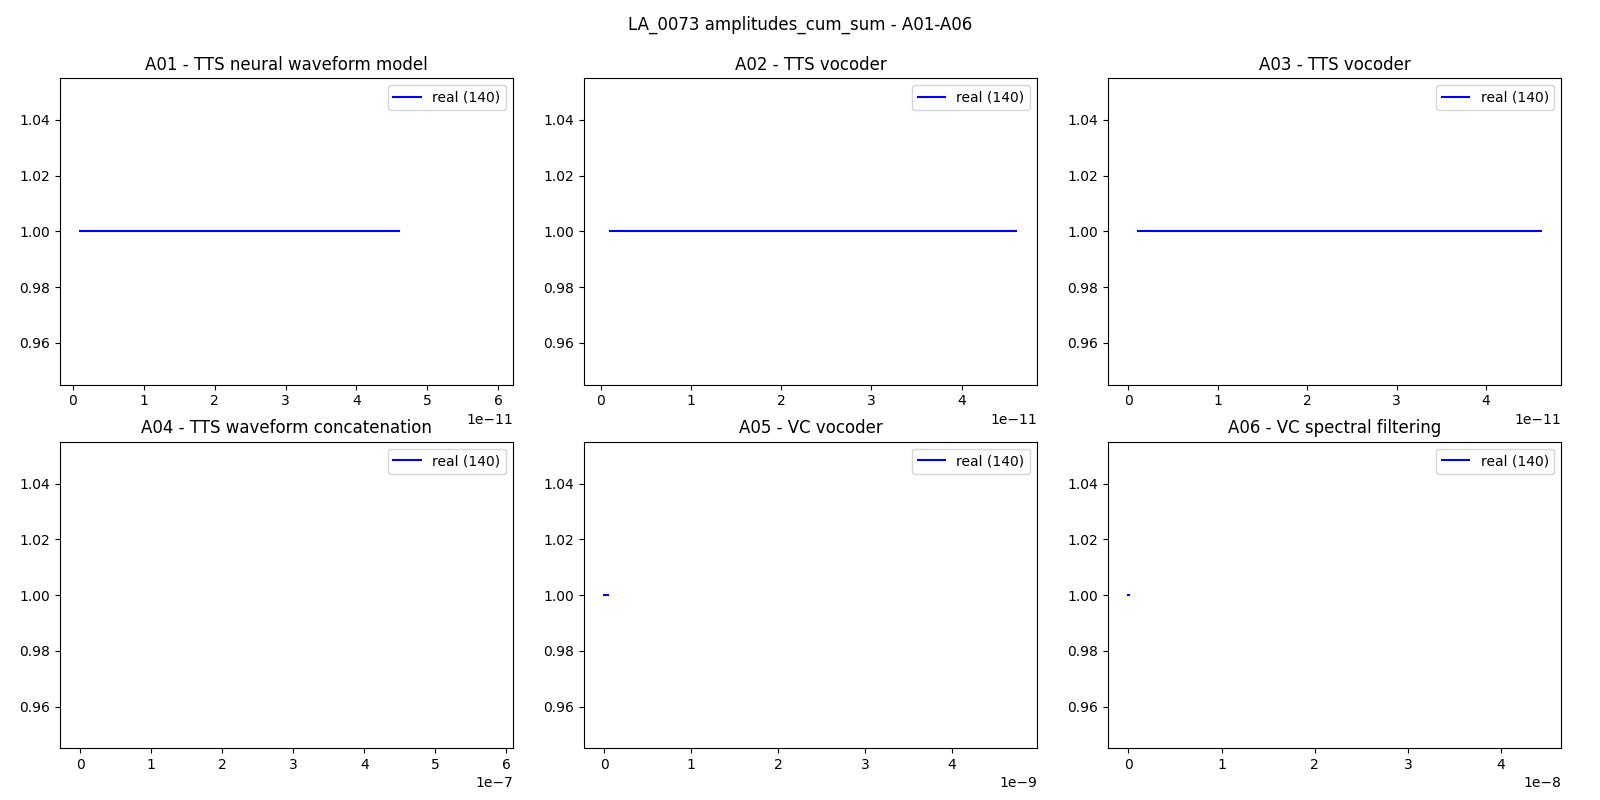 LA_0073 amplitudes_cum_sum - A01-A06
A01 - TTS neural waveform model
real (140)
1.04
1.02
1.00
0.98
0.96
0 1 2 3 4 5 6
1e−11
A02 - TTS vocoder
real (140)
1.04
1.02
1.00
0.98
0.96
0 1 2 3 4
1e−11
A03 - TTS vocoder
real (140)
1.04
1.02
1.00
0.98
0.96
0 1 2 3 4
1e−11
A04 - TTS waveform concatenation
real (140)
1.04
1.02
1.00
0.98
0.96
0 1 2 3 4 5 6
1e−7
A05 - VC vocoder
real (140)
1.04
1.02
1.00
0.98
0.96
0 1 2 3 4
1e−9
A06 - VC spectral filtering
real (140)
1.04
1.02
1.00
0.98
0.96
0 1 2 3 4
1e−8